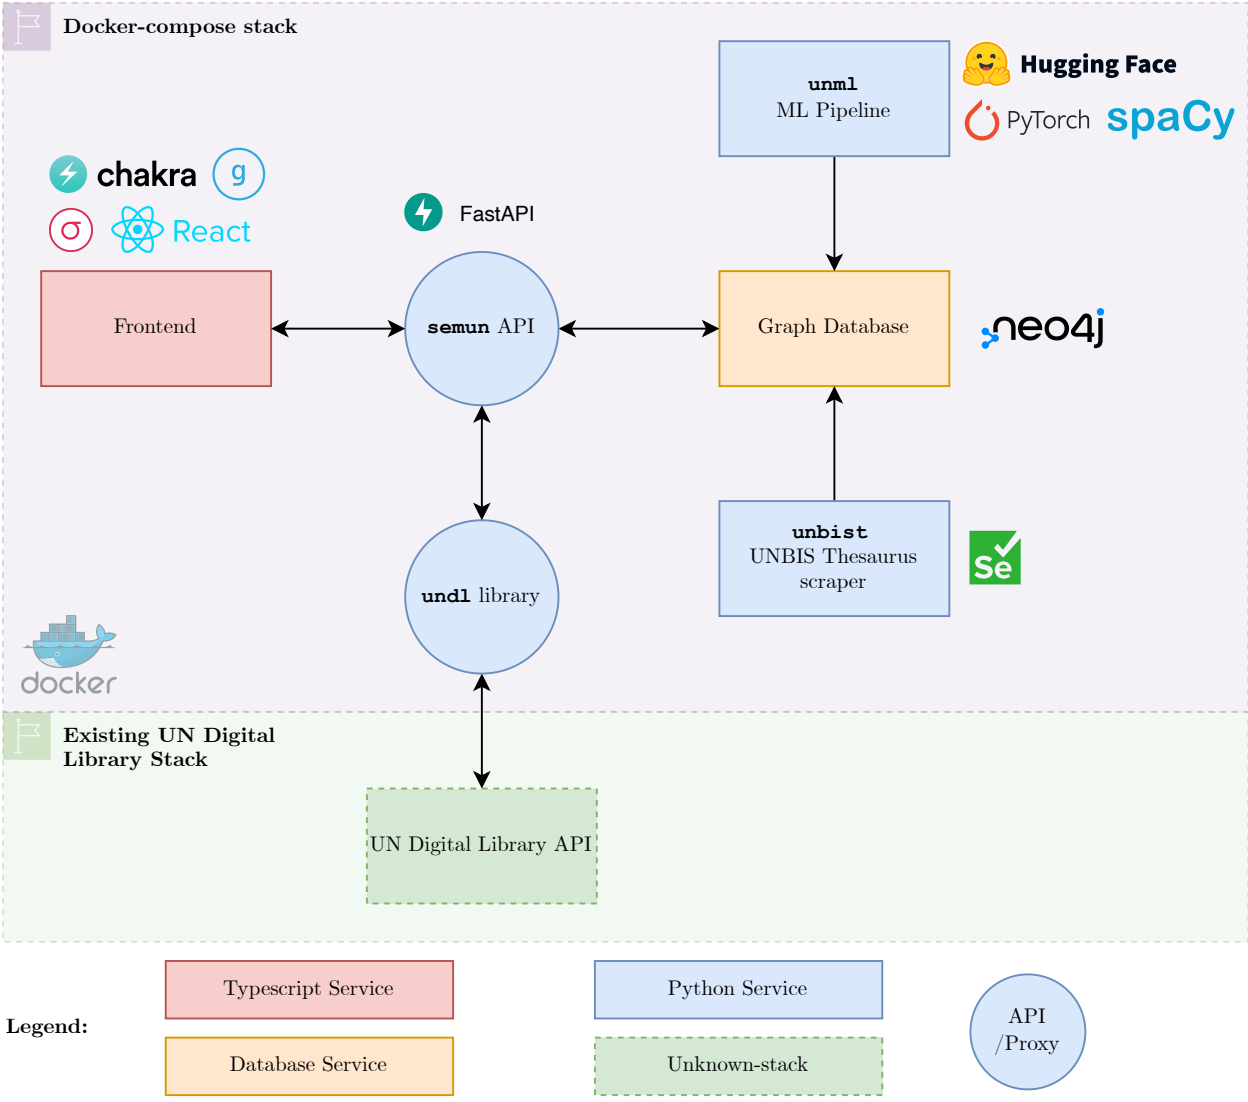 Docker-compose stack
unml
ML Pipeline
Hugging Face
PyTorch
spaCy
chakra
g
σ
React
FastAPI
Frontend
semun API
Graph Database
neo4j
undl library
unbist
UNBIS Thesaurus
scraper
Se
docker
Existing UN Digital
Library Stack
UN Digital Library API
Legend:
Typescript Service
Python Service
API
/Proxy
Database Service
Unknown-stack